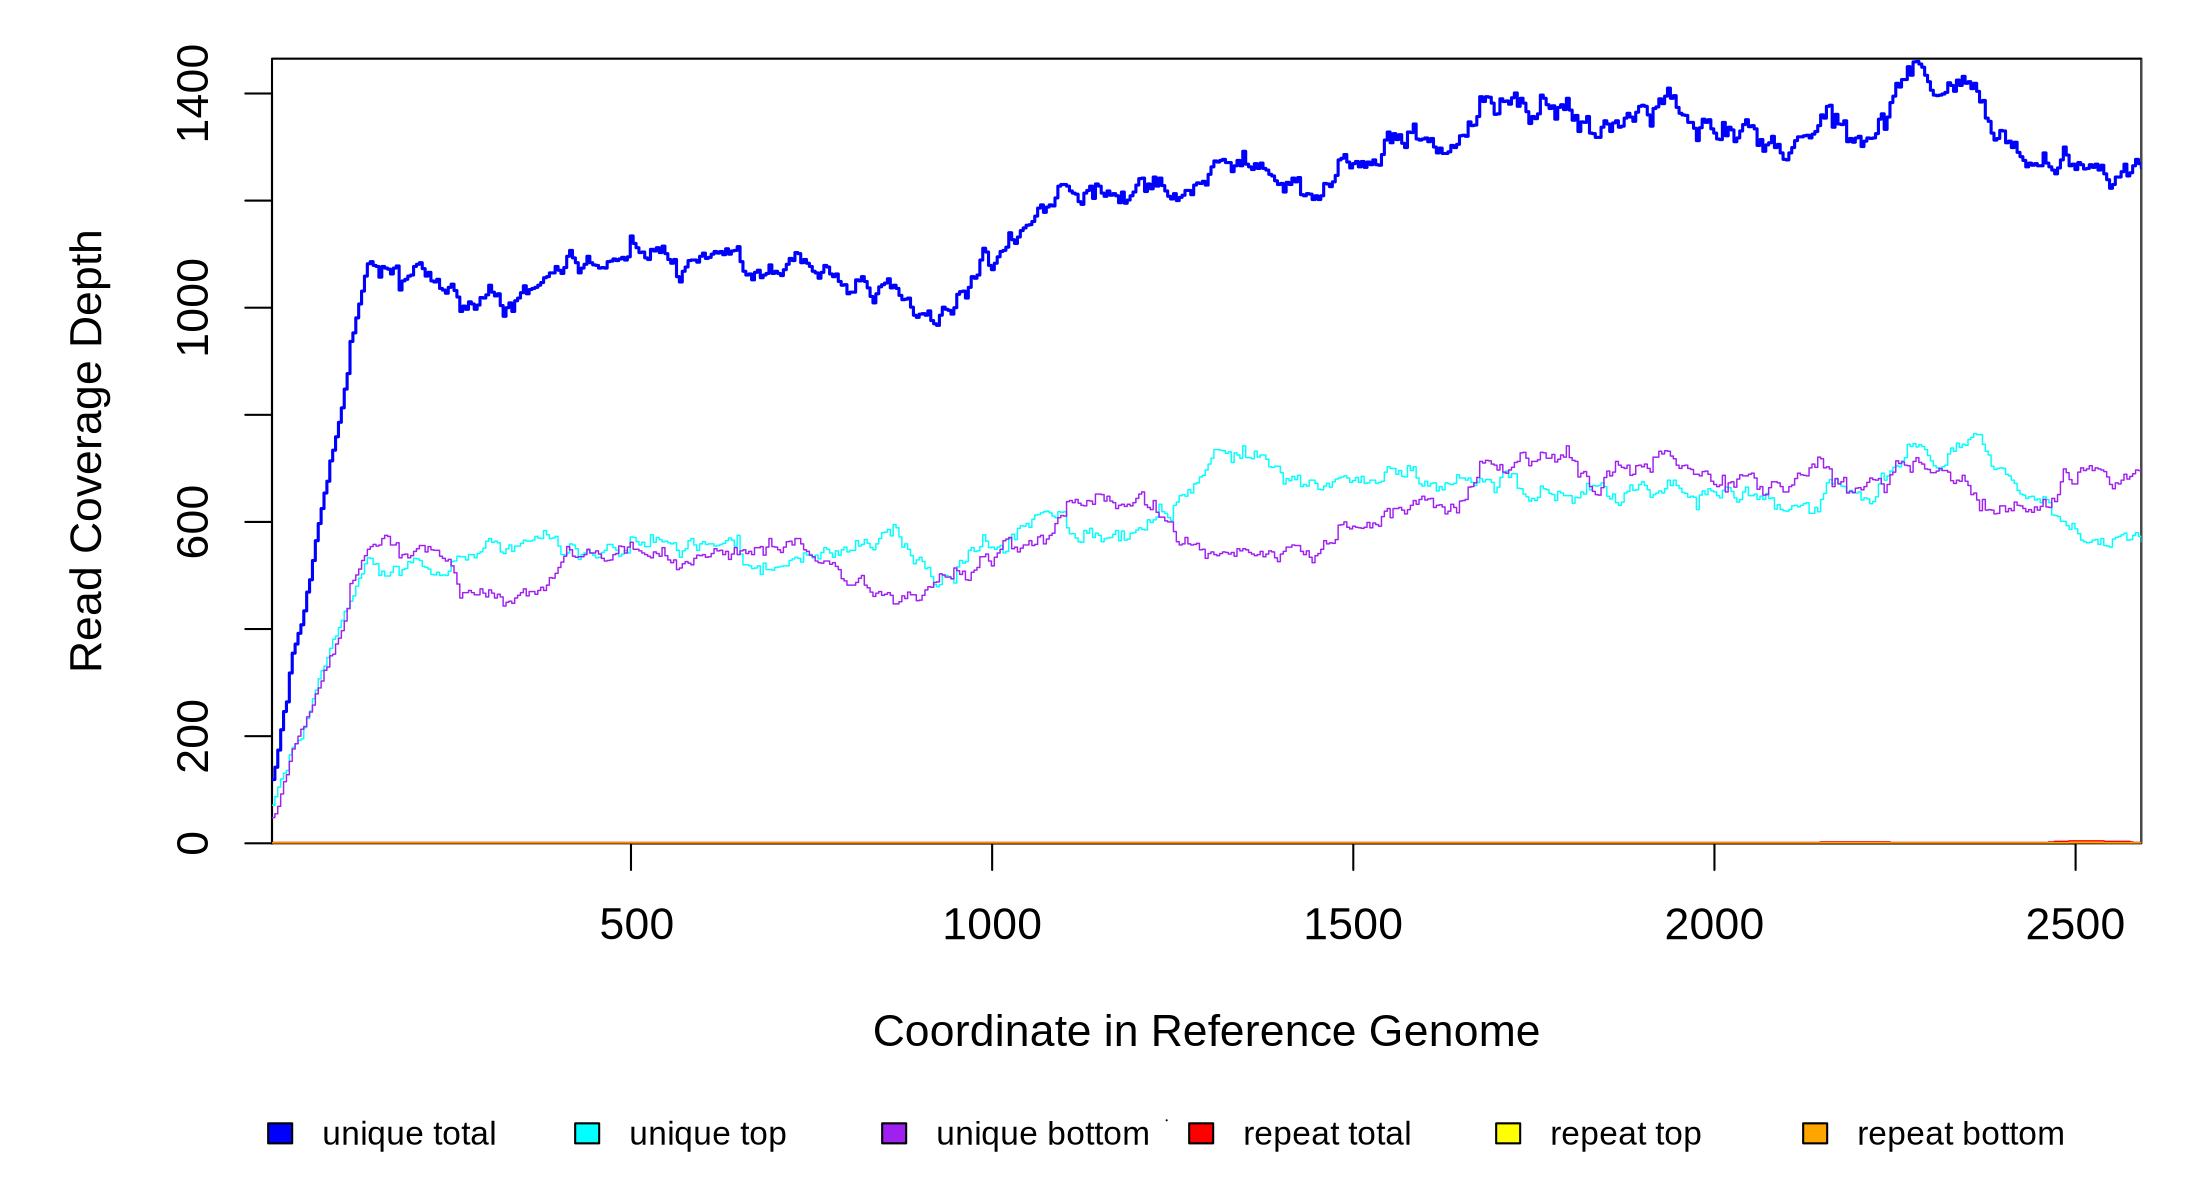 1400
1000
600
200
0
Read Coverage Depth
500 1000 1500 2000 2500
Coordinate in Reference Genome
unique total unique top unique bottom repeat total repeat top repeat bottom